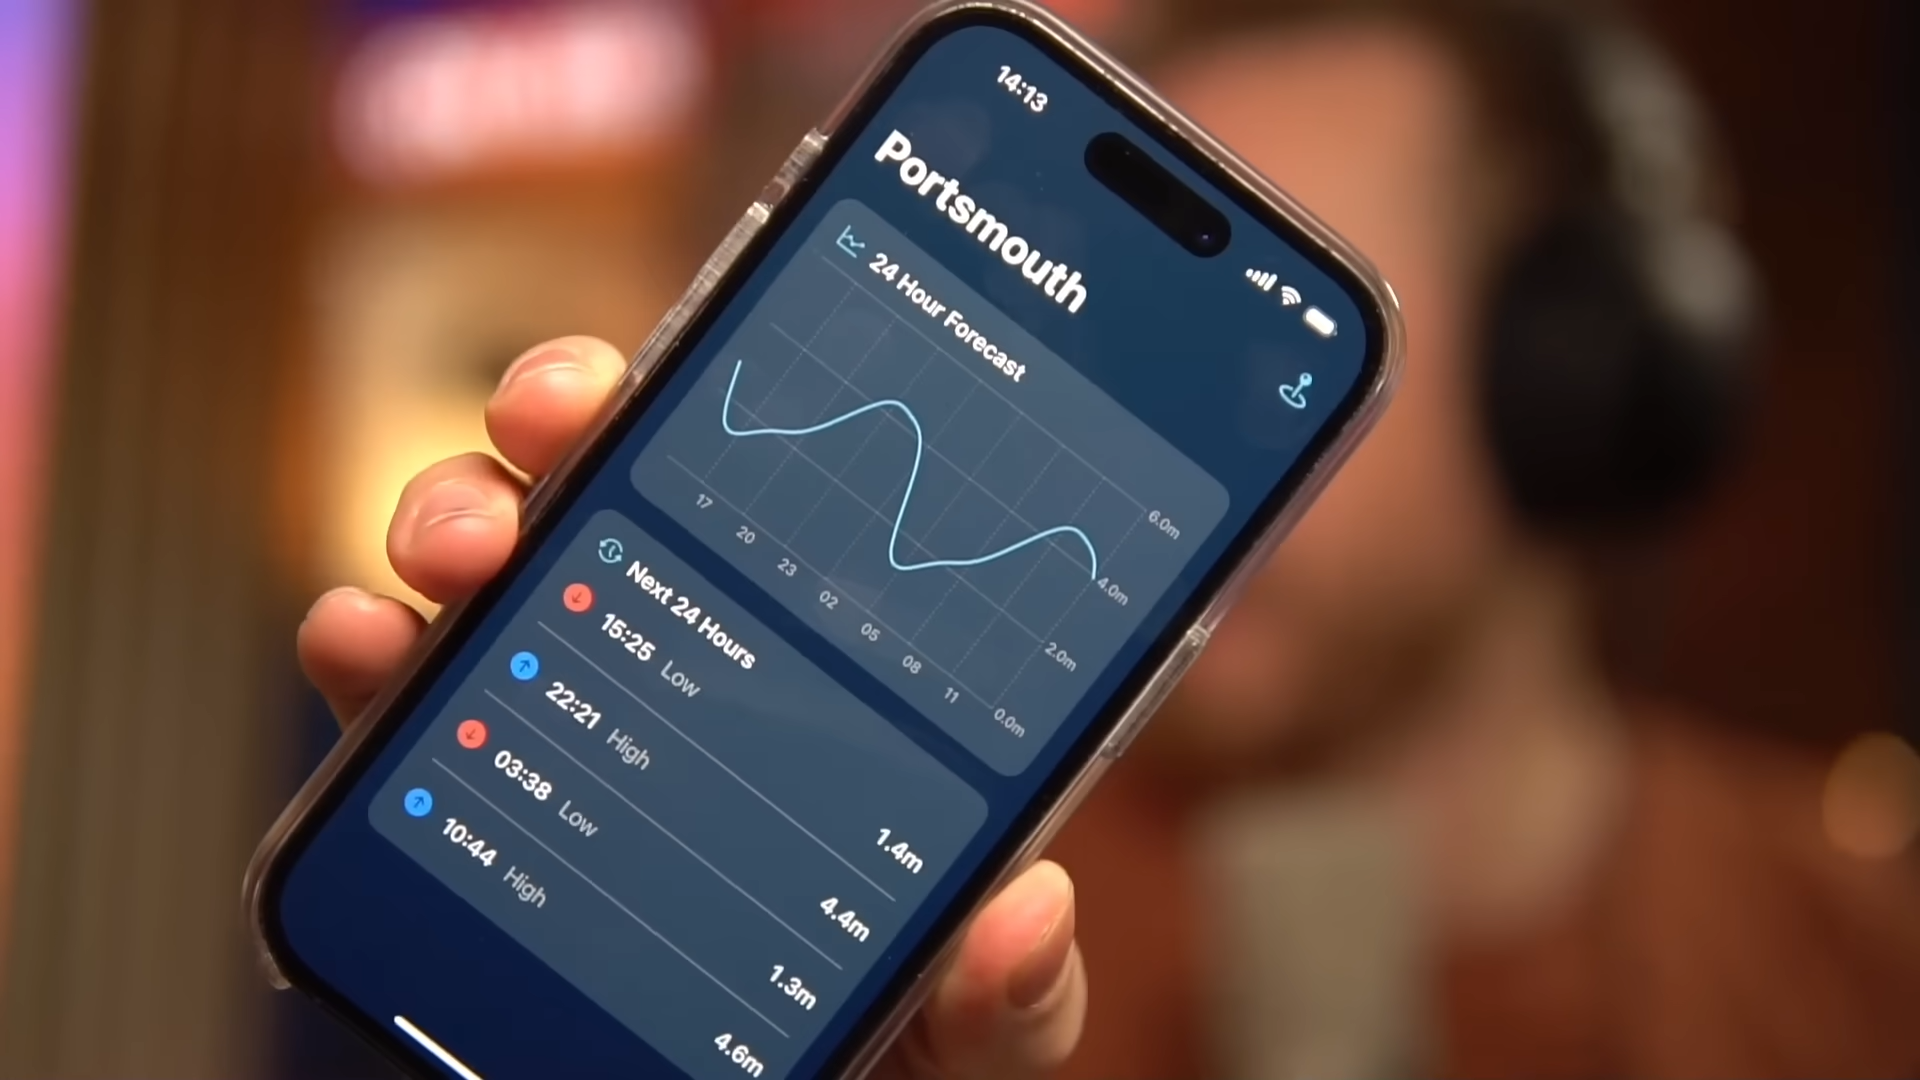 14:13
Portsmouth
24 Hour Forecast
6.0m
4.0m
2.0m
0.0m
17 20 23 02 05 08 11
Next 24 Hours
15:25 Low 1.4m
22:21 High 4.4m
03:38 Low 1.3m
10:44 High 4.6m